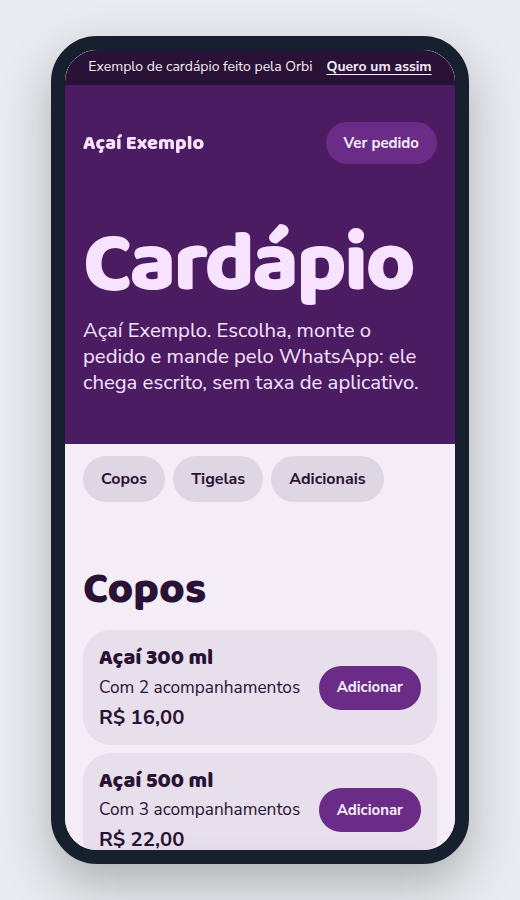 Exemplo de cardápio feito pela Orbi Quero um assim
Açaí Exemplo
Ver pedido
Cardápio
Açaí Exemplo. Escolha, monte o
pedido e mande pelo WhatsApp: ele
chega escrito, sem taxa de aplicativo.
Copos
Tigelas
Adicionais
Copos
Açaí 300 ml
Com 2 acompanhamentos
R$ 16,00
Adicionar
Açaí 500 ml
Com 3 acompanhamentos
R$ 22,00
Adicionar